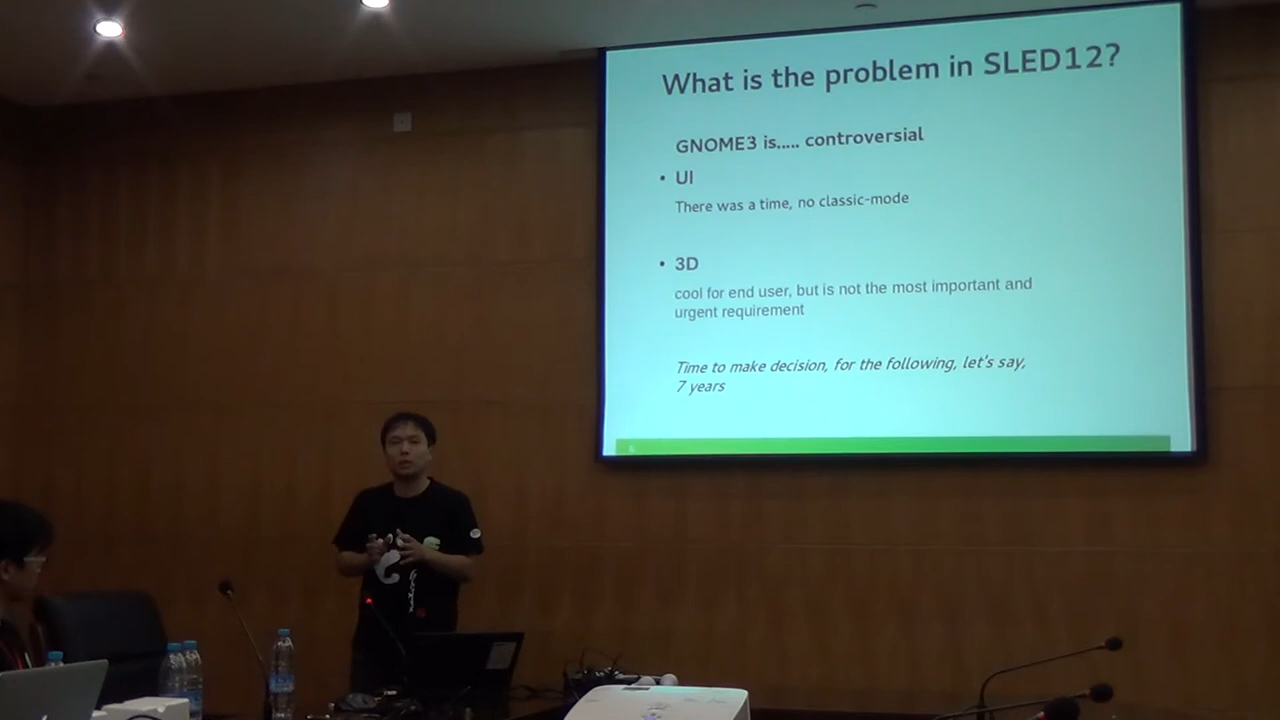 What is the problem in SLED12?
GNOME3 is..... controversial
• UI
There was a time, no classic-mode
• 3D
cool for end user, but is not the most important and
urgent requirement
Time to make decision, for the following, let's say,
7 years